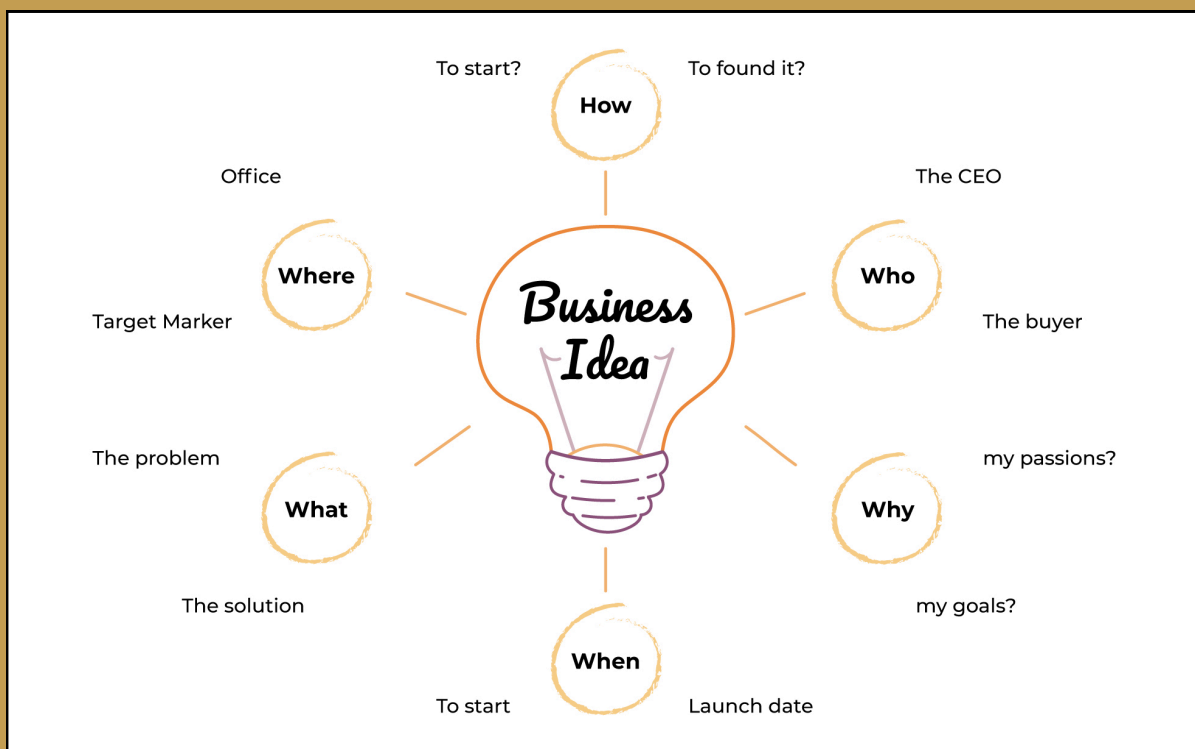 To start?
To found it?
How
Office
The CEO
Where
Who
Target Marker
The buyer
Business
Idea
The problem
my passions?
What
Why
The solution
my goals?
When
To start
Launch date